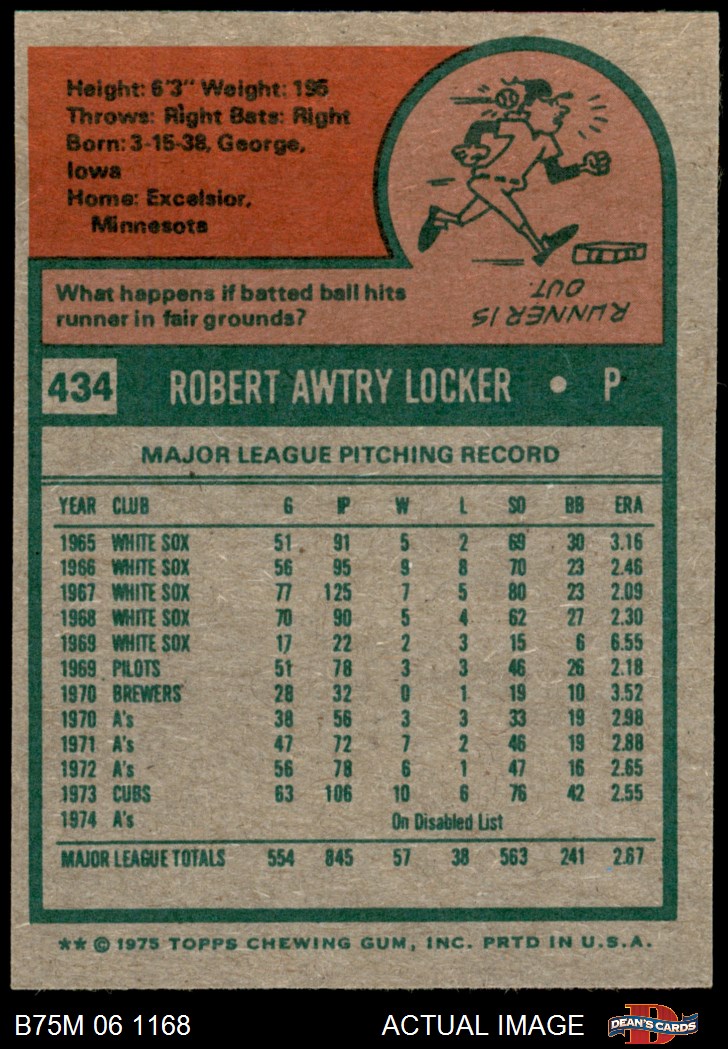 Height: 6'3" Weight: 195
Throws: Right Bats: Right
Born: 3-15-38, George,
Iowa
Home: Excelsior,
Minnesota
What happens if batted ball hits
runner in fair grounds?
RUNNER IS
OUT.
434 ROBERT AWTRY LOCKER • P
MAJOR LEAGUE PITCHING RECORD
YEAR CLUB G IP W L SO BB ERA
1965 WHITE SOX 51 91 5 2 69 30 3.16
1966 WHITE SOX 56 95 9 8 70 23 2.46
1967 WHITE SOX 77 125 7 5 80 23 2.09
1968 WHITE SOX 70 90 5 4 62 27 2.30
1969 WHITE SOX 17 22 2 3 15 6 6.55
1969 PILOTS 51 78 3 3 46 26 2.18
1970 BREWERS 28 32 0 1 19 10 3.52
1970 A's 38 56 3 3 33 19 2.98
1971 A's 47 72 7 2 46 19 2.88
1972 A's 56 78 6 1 47 16 2.65
1973 CUBS 63 106 10 6 76 42 2.55
1974 A's On Disabled List
MAJOR LEAGUE TOTALS 554 845 57 38 563 241 2.67
** © 1975 TOPPS CHEWING GUM, INC. PRTD IN U.S.A.
B75M 06 1168 ACTUAL IMAGE D DEAN'S CARDS